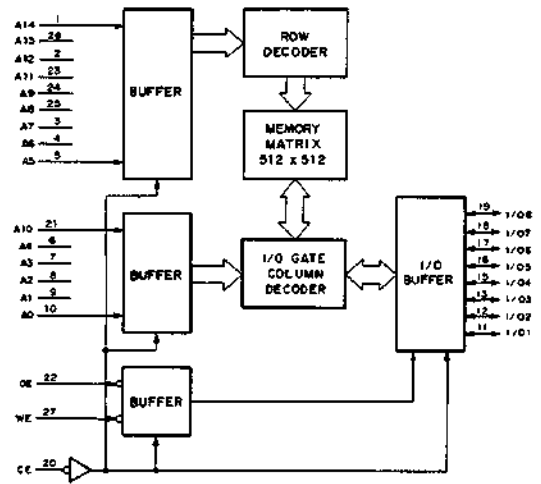 A14 1
A13 26
A12 2
A11 23
A9 24
A8 25
A7 3
A6 4
A5 5
BUFFER
ROW
DECODER
MEMORY
MATRIX
512 x 512
A10 21
A4 6
A3 7
A2 8
A1 9
A0 10
BUFFER
I/O GATE
COLUMN
DECODER
I/O
BUFFER
19 I/O8
18 I/O7
17 I/O6
16 I/O5
15 I/O4
13 I/O3
12 I/O2
11 I/O1
OE 22
WE 27
BUFFER
CE 20